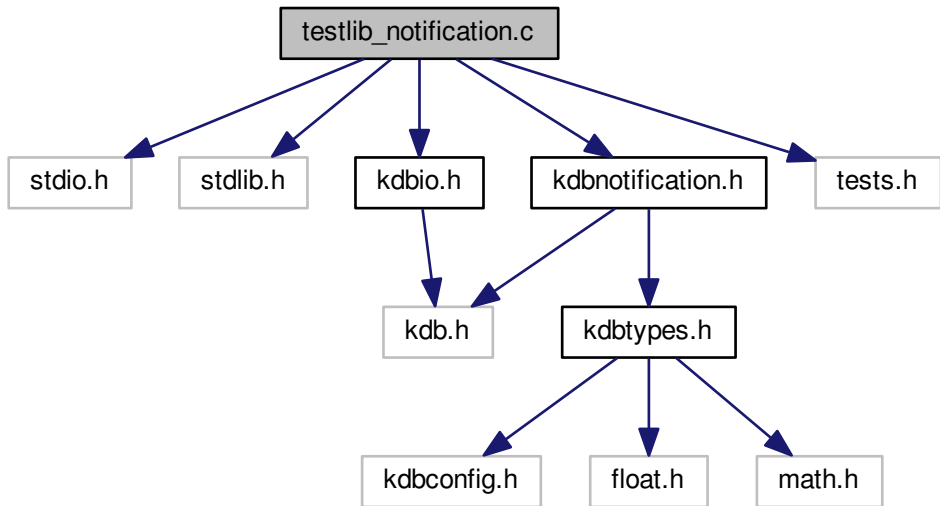 testlib_notification.c
stdio.h
stdlib.h
kdbio.h
kdbnotification.h
tests.h
kdb.h
kdbtypes.h
kdbconfig.h
float.h
math.h